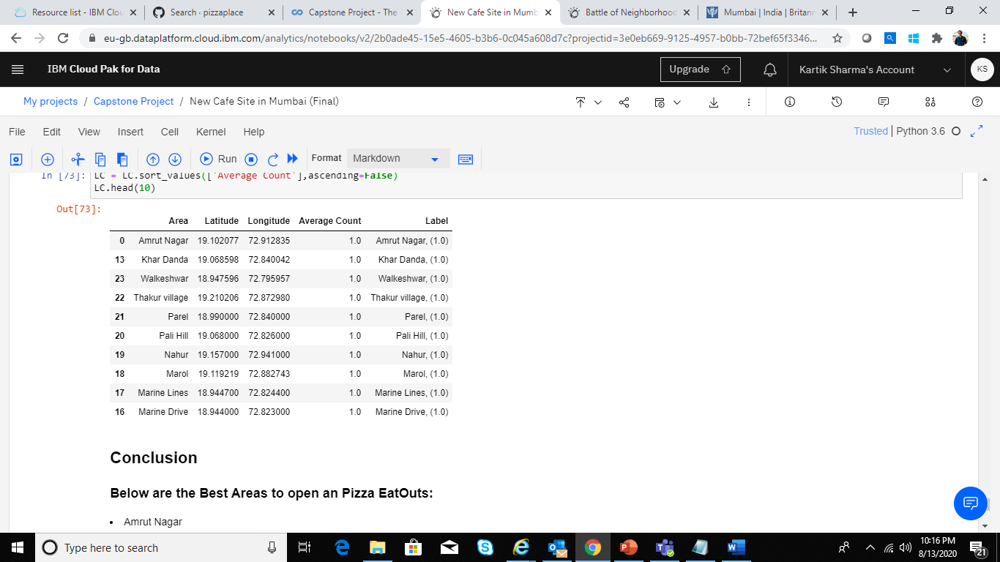 Resource list - IBM Clou
Search · pizzaplace
Capstone Project - The
New Cafe Site in Mumb
Battle of Neighborhood
Mumbai | India | Britann
eu-gb.dataplatform.cloud.ibm.com/analytics/notebooks/v2/2b0ade45-15e5-4605-b3b6-0c045a608d7c?projectid=3e0eb669-9125-4957-b0bb-72bef65f3346...
IBM Cloud Pak for Data
Upgrade
Kartik Sharma's Account
KS
My projects / Capstone Project / New Cafe Site in Mumbai (Final)
File Edit View Insert Cell Kernel Help
Trusted | Python 3.6
Run
Format
Markdown
In [73]: LC = LC.sort_values(['Average Count'],ascending=False)
LC.head(10)
Out[73]:
Area Latitude Longitude Average Count Label
0 Amrut Nagar 19.102077 72.912835 1.0 Amrut Nagar, (1.0)
13 Khar Danda 19.068598 72.840042 1.0 Khar Danda, (1.0)
23 Walkeshwar 18.947596 72.795957 1.0 Walkeshwar, (1.0)
22 Thakur village 19.210206 72.872980 1.0 Thakur village, (1.0)
21 Parel 18.990000 72.840000 1.0 Parel, (1.0)
20 Pali Hill 19.068000 72.826000 1.0 Pali Hill, (1.0)
19 Nahur 19.157000 72.941000 1.0 Nahur, (1.0)
18 Marol 19.119219 72.882743 1.0 Marol, (1.0)
17 Marine Lines 18.944700 72.824400 1.0 Marine Lines, (1.0)
16 Marine Drive 18.944000 72.823000 1.0 Marine Drive, (1.0)
Conclusion
Below are the Best Areas to open an Pizza EatOuts:
• Amrut Nagar
Type here to search
10:16 PM
8/13/2020
21